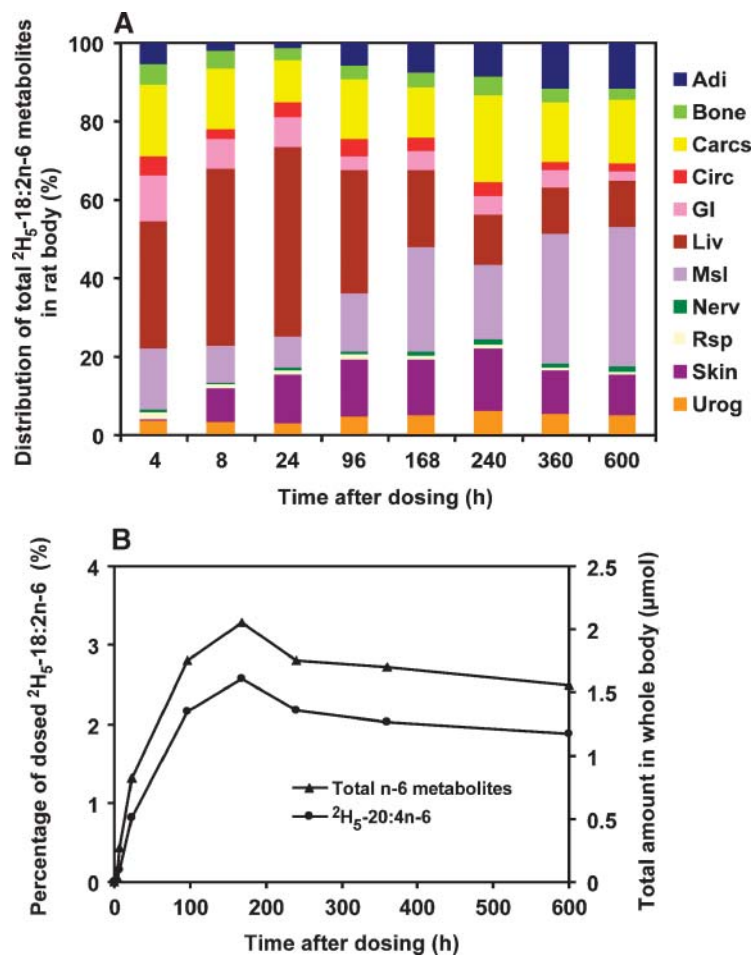 A
Distribution of total ²H₅-18:2n-6 metabolites
in rat body (%)
100
80
60
40
20
0
4 8 24 96 168 240 360 600
Time after dosing (h)
Adi
Bone
Carcs
Circ
GI
Liv
Msl
Nerv
Rsp
Skin
Urog
B
Percentage of dosed ²H₅-18:2n-6 (%)
4
3
2
1
0
Total n-6 metabolites
²H₅-20:4n-6
2.5
2
1.5
1
0.5
0
Total amount in whole body (µmol)
0 100 200 300 400 500 600
Time after dosing (h)